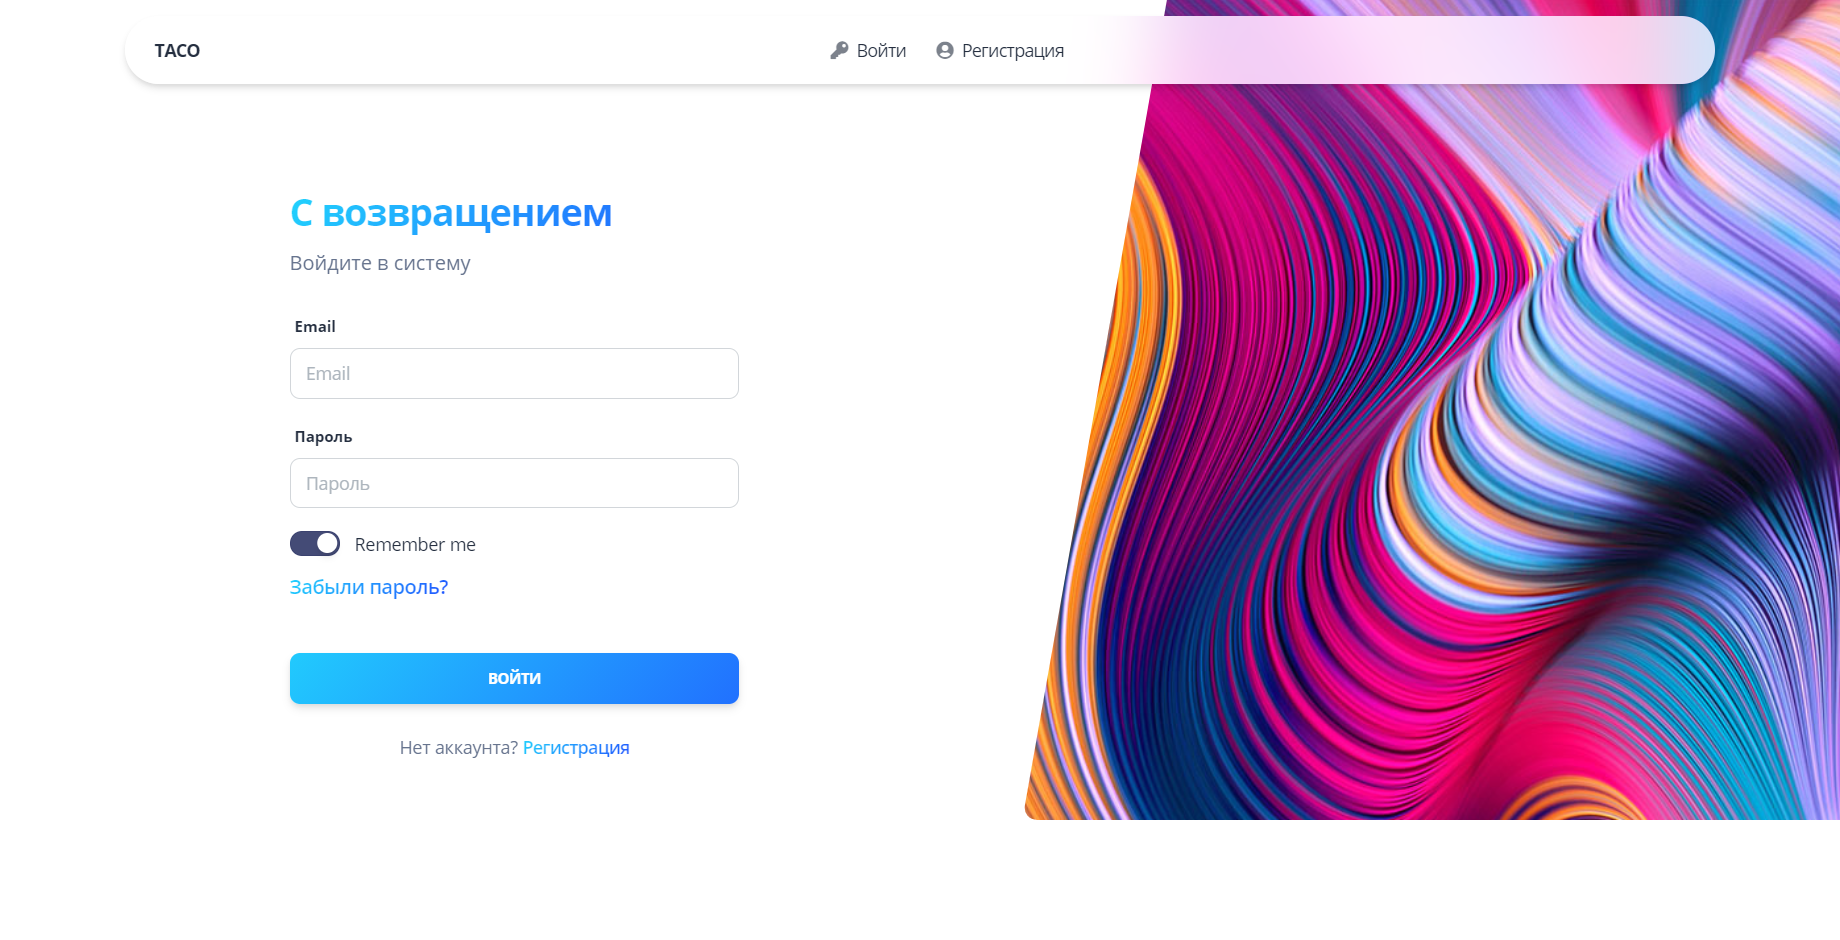 TACO
Войти
Регистрация
С возвращением
Войдите в систему
Email
Email
Пароль
Пароль
Remember me
Забыли пароль?
ВОЙТИ
Нет аккаунта? Регистрация